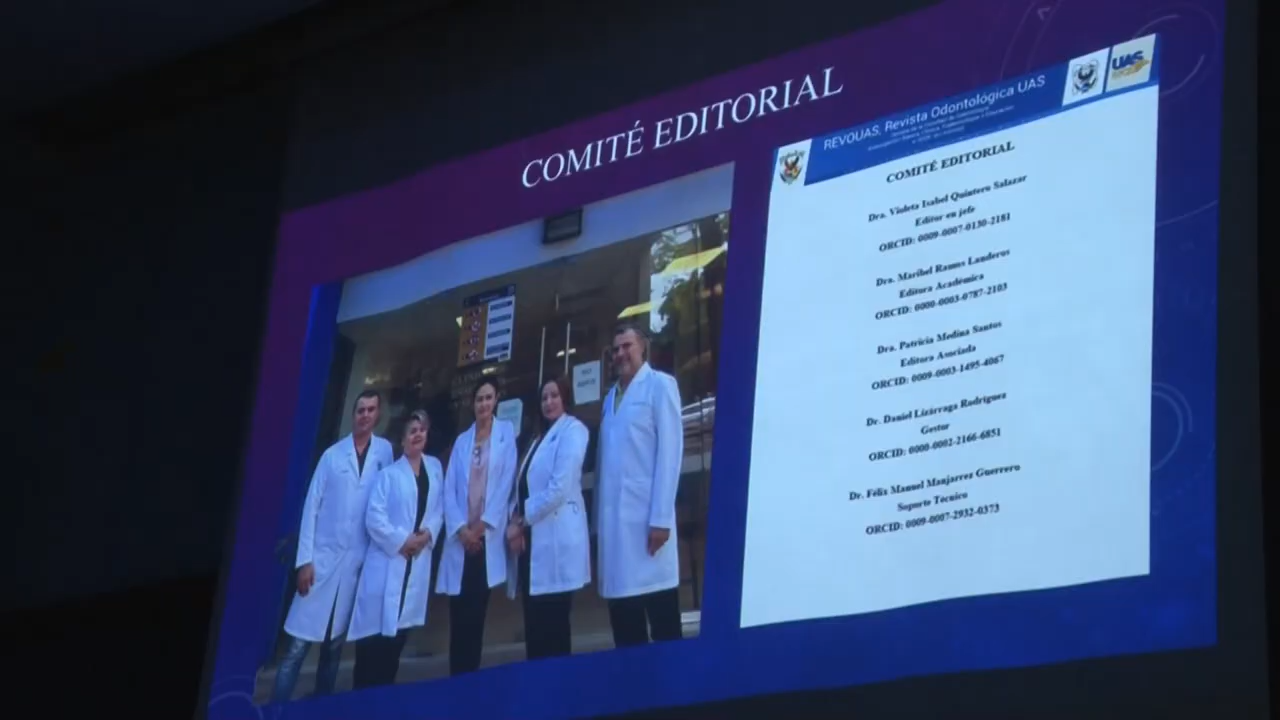 COMITÉ EDITORIAL
UAS
REVOUAS, Revista Odontológica UAS
COMITÉ EDITORIAL
Dra. Violeta Isabel Quintero Salazar
Editor en jefe
ORCID: 0009-0007-0130-2181
Dra. Maribel Ramos Landeros
Editora Académica
ORCID: 0000-0003-0787-2103
Dra. Patricia Medina Santos
Editora Asociada
ORCID: 0009-0003-1495-4067
Dr. Daniel Lizárraga Rodríguez
Gestor
ORCID: 0000-0002-2166-6851
Dr. Félix Manuel Manjarrez Guerrero
Soporte Técnico
ORCID: 0009-0007-2932-0373